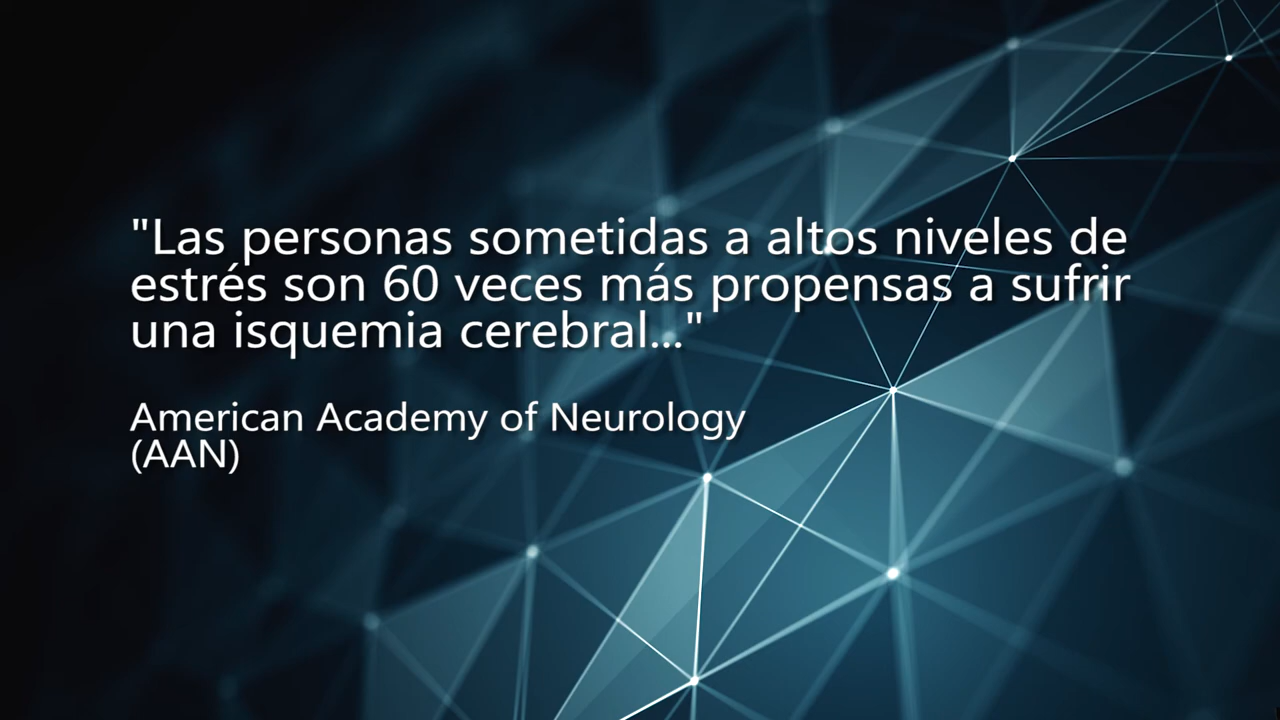 "Las personas sometidas a altos niveles de
estrés son 60 veces más propensas a sufrir
una isquemia cerebral..."
American Academy of Neurology
(AAN)